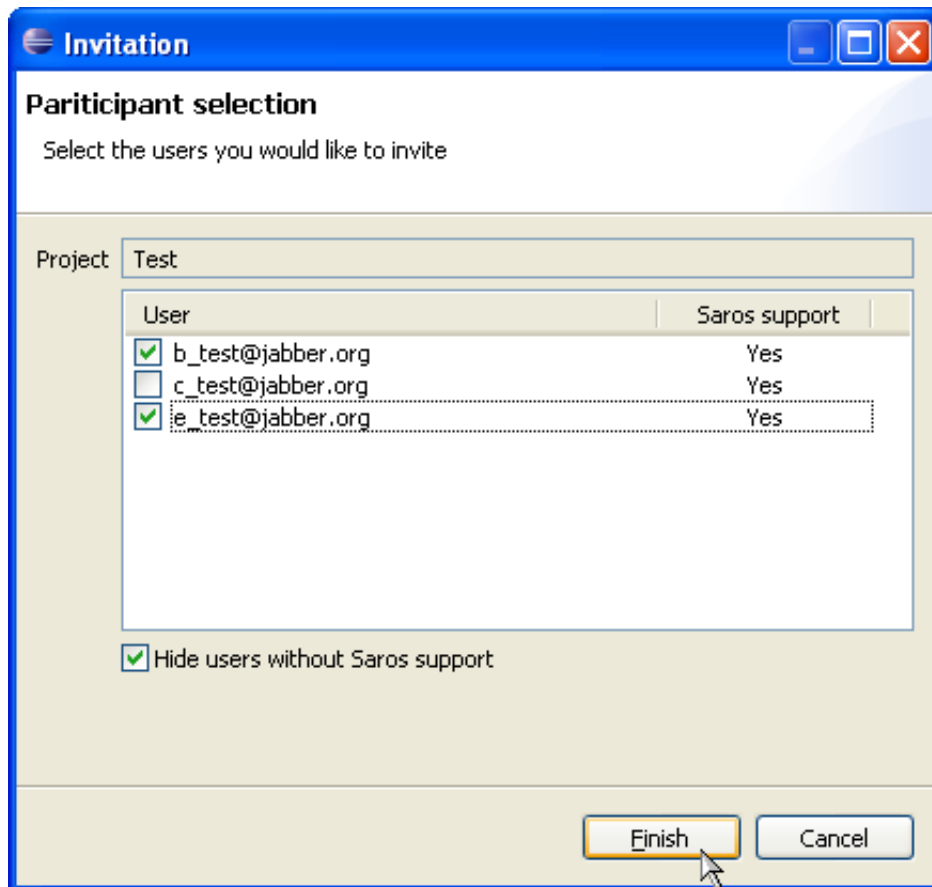 Invitation
Pariticipant selection
Select the users you would like to invite
Project Test
User Saros support
b_test@jabber.org Yes
c_test@jabber.org Yes
e_test@jabber.org Yes
Hide users without Saros support
Finish Cancel